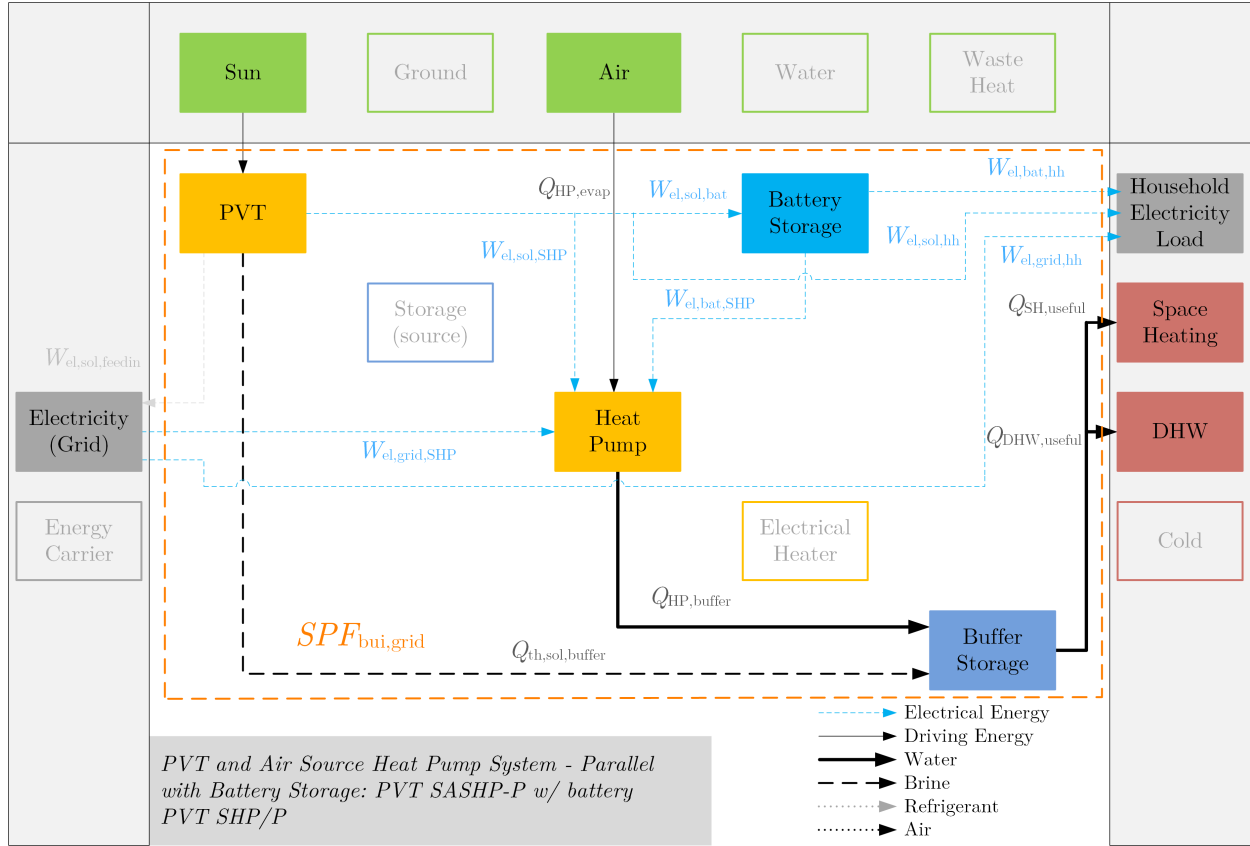 Sun
Ground
Air
Water
Waste
Heat
PVT
Q_HP,evap
W_el,sol,bat
Battery
Storage
W_el,bat,hh
Household
Electricity
Load
W_el,sol,SHP
W_el,sol,hh
W_el,grid,hh
W_el,bat,SHP
Storage
(source)
Q_SH,useful
Space
Heating
W_el,sol,feedin
Electricity
(Grid)
W_el,grid,SHP
Heat
Pump
Q_DHW,useful
DHW
Energy
Carrier
Electrical
Heater
Cold
Q_HP,buffer
SPF_bui,grid
Q_th,sol,buffer
Buffer
Storage
Electrical Energy
Driving Energy
Water
Brine
Refrigerant
Air
PVT and Air Source Heat Pump System - Parallel
with Battery Storage: PVT SASHP-P w/ battery
PVT SHP/P